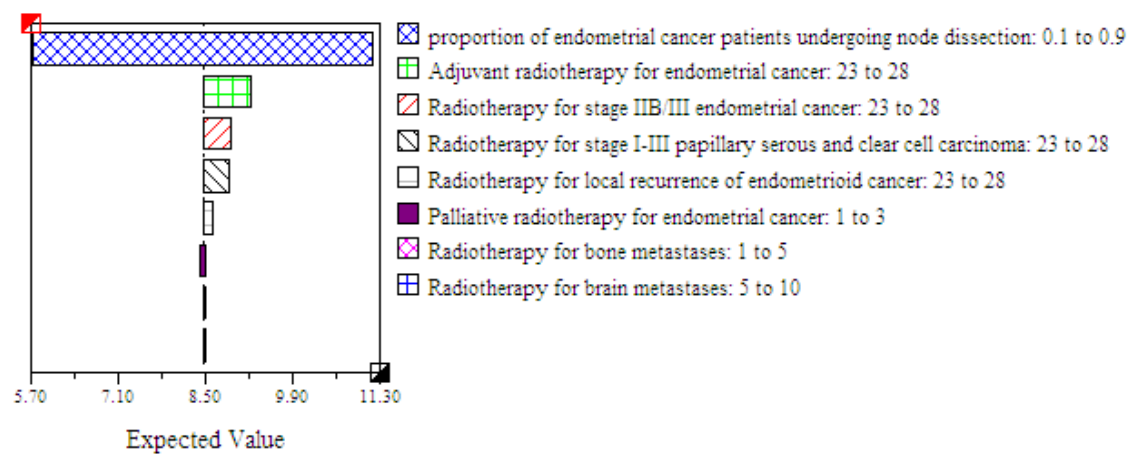 proportion of endometrial cancer patients undergoing node dissection: 0.1 to 0.9
Adjuvant radiotherapy for endometrial cancer: 23 to 28
Radiotherapy for stage IIB/III endometrial cancer: 23 to 28
Radiotherapy for stage I-III papillary serous and clear cell carcinoma: 23 to 28
Radiotherapy for local recurrence of endometrioid cancer: 23 to 28
Palliative radiotherapy for endometrial cancer: 1 to 3
Radiotherapy for bone metastases: 1 to 5
Radiotherapy for brain metastases: 5 to 10
5.70 7.10 8.50 9.90 11.30
Expected Value